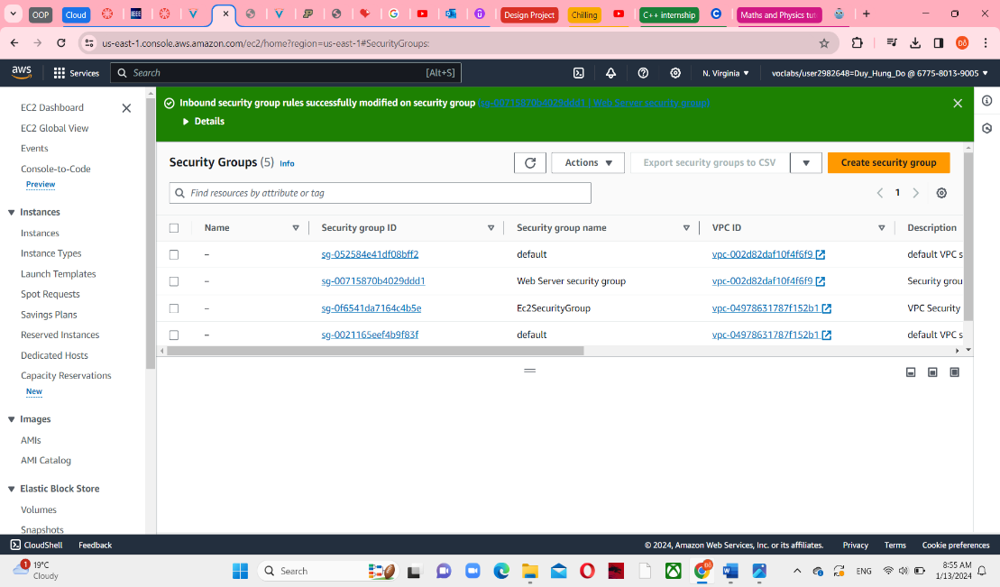 OOP
Cloud
IEEE
Design Project
Chilling
C++ internship
Maths and Physics tut
us-east-1.console.aws.amazon.com/ec2/home?region=us-east-1#SecurityGroups:
aws
Services
Search
[Alt+S]
N. Virginia
voclabs/user2982648=Duy_Hung_Do @ 6775-8013-9005
EC2 Dashboard
EC2 Global View
Events
Console-to-Code
Preview
Instances
Instances
Instance Types
Launch Templates
Spot Requests
Savings Plans
Reserved Instances
Dedicated Hosts
Capacity Reservations
New
Images
AMIs
AMI Catalog
Elastic Block Store
Volumes
Snapshots
Inbound security group rules successfully modified on security group (sg-00715870b4029ddd1 | Web Server security group)
Details
Security Groups (5) Info
Actions
Export security groups to CSV
Create security group
Find resources by attribute or tag
1
Name Security group ID Security group name VPC ID Description
– sg-052584e41df08bff2 default vpc-002d82daf10f4f6f9 default VPC s
– sg-00715870b4029ddd1 Web Server security group vpc-002d82daf10f4f6f9 Security grou
– sg-0f6541da7164c4b5e Ec2SecurityGroup vpc-04978631787f152b1 VPC Security
– sg-0021165eef4b9f83f default vpc-04978631787f152b1 default VPC s
CloudShell Feedback
© 2024, Amazon Web Services, Inc. or its affiliates. Privacy Terms Cookie preferences
1
19°C
Cloudy
Search
ENG
8:55 AM
1/13/2024